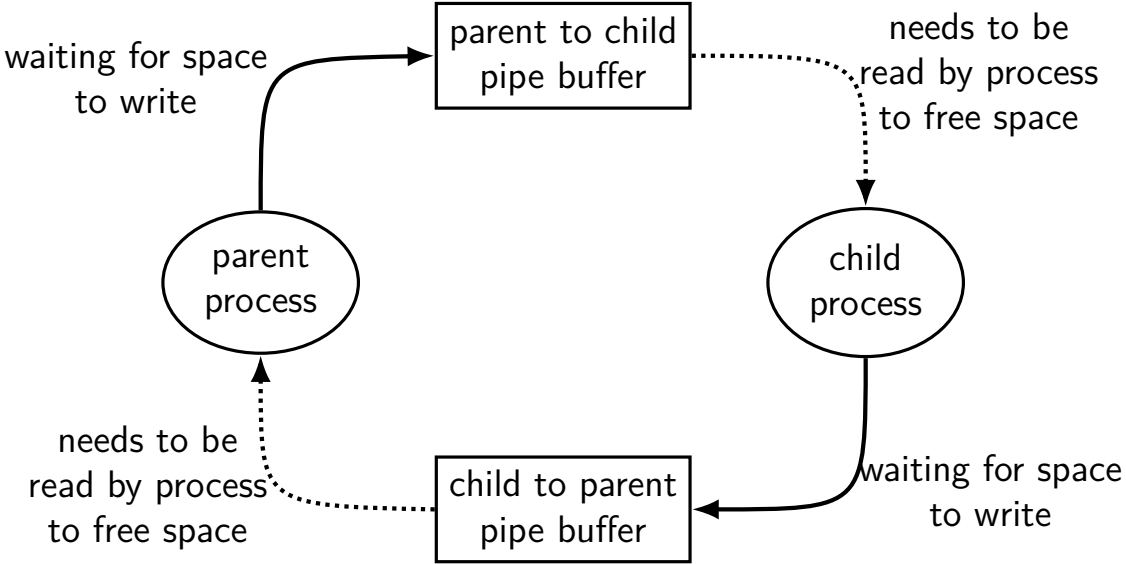 waiting for space
to write
parent to child
pipe buffer
needs to be
read by process
to free space
parent
process
child
process
needs to be
read by process
to free space
child to parent
pipe buffer
waiting for space
to write